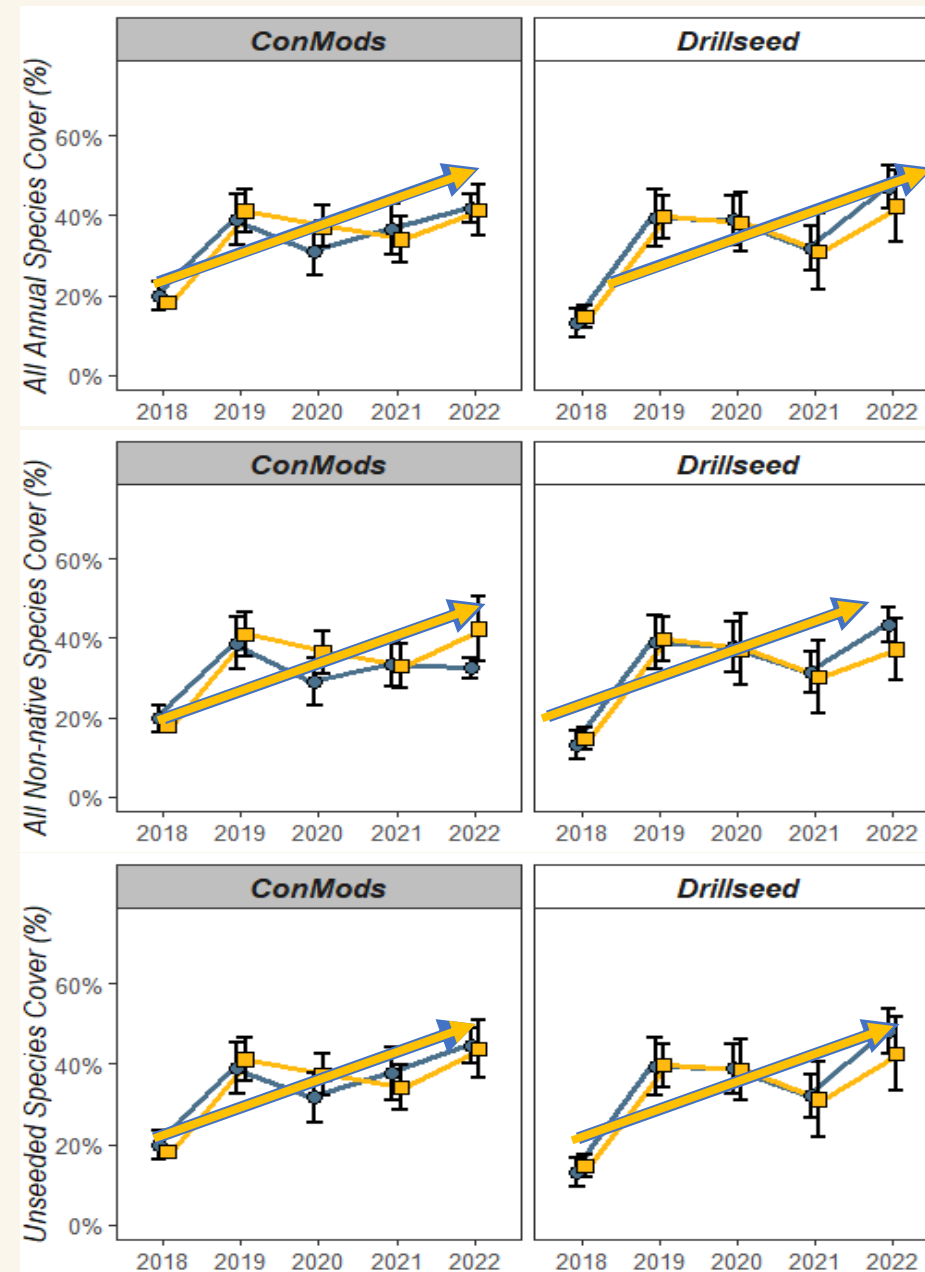 ConMods
Drillseed
All Annual Species Cover (%)
60%
40%
20%
0%
2018 2019 2020 2021 2022
2018 2019 2020 2021 2022
ConMods
Drillseed
All Non-native Species Cover (%)
60%
40%
20%
0%
2018 2019 2020 2021 2022
2018 2019 2020 2021 2022
ConMods
Drillseed
Unseeded Species Cover (%)
60%
40%
20%
0%
2018 2019 2020 2021 2022
2018 2019 2020 2021 2022